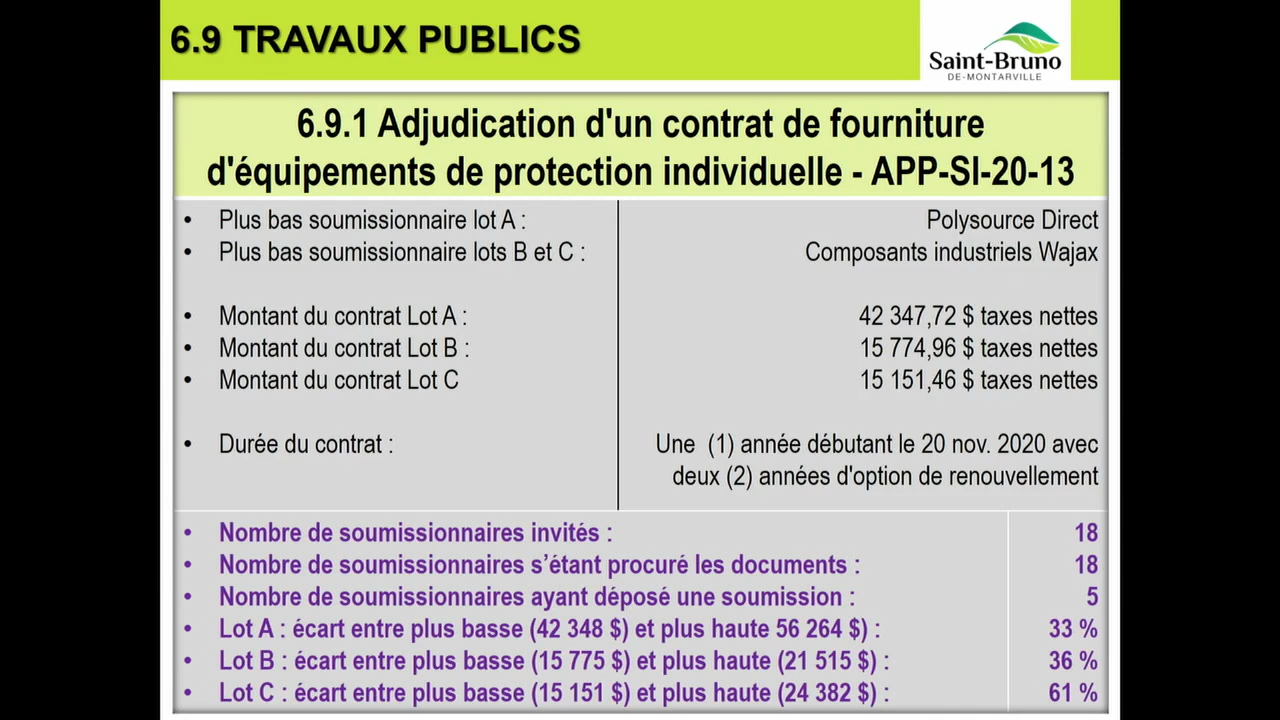 6.9 TRAVAUX PUBLICS
Saint-Bruno
DE-MONTARVILLE
6.9.1 Adjudication d'un contrat de fourniture
d'équipements de protection individuelle - APP-SI-20-13
• Plus bas soumissionnaire lot A : Polysource Direct
• Plus bas soumissionnaire lots B et C : Composants industriels Wajax
• Montant du contrat Lot A : 42 347,72 $ taxes nettes
• Montant du contrat Lot B : 15 774,96 $ taxes nettes
• Montant du contrat Lot C 15 151,46 $ taxes nettes
• Durée du contrat : Une (1) année débutant le 20 nov. 2020 avec
deux (2) années d'option de renouvellement
• Nombre de soumissionnaires invités : 18
• Nombre de soumissionnaires s’étant procuré les documents : 18
• Nombre de soumissionnaires ayant déposé une soumission : 5
• Lot A : écart entre plus basse (42 348 $) et plus haute 56 264 $) : 33 %
• Lot B : écart entre plus basse (15 775 $) et plus haute (21 515 $) : 36 %
• Lot C : écart entre plus basse (15 151 $) et plus haute (24 382 $) : 61 %